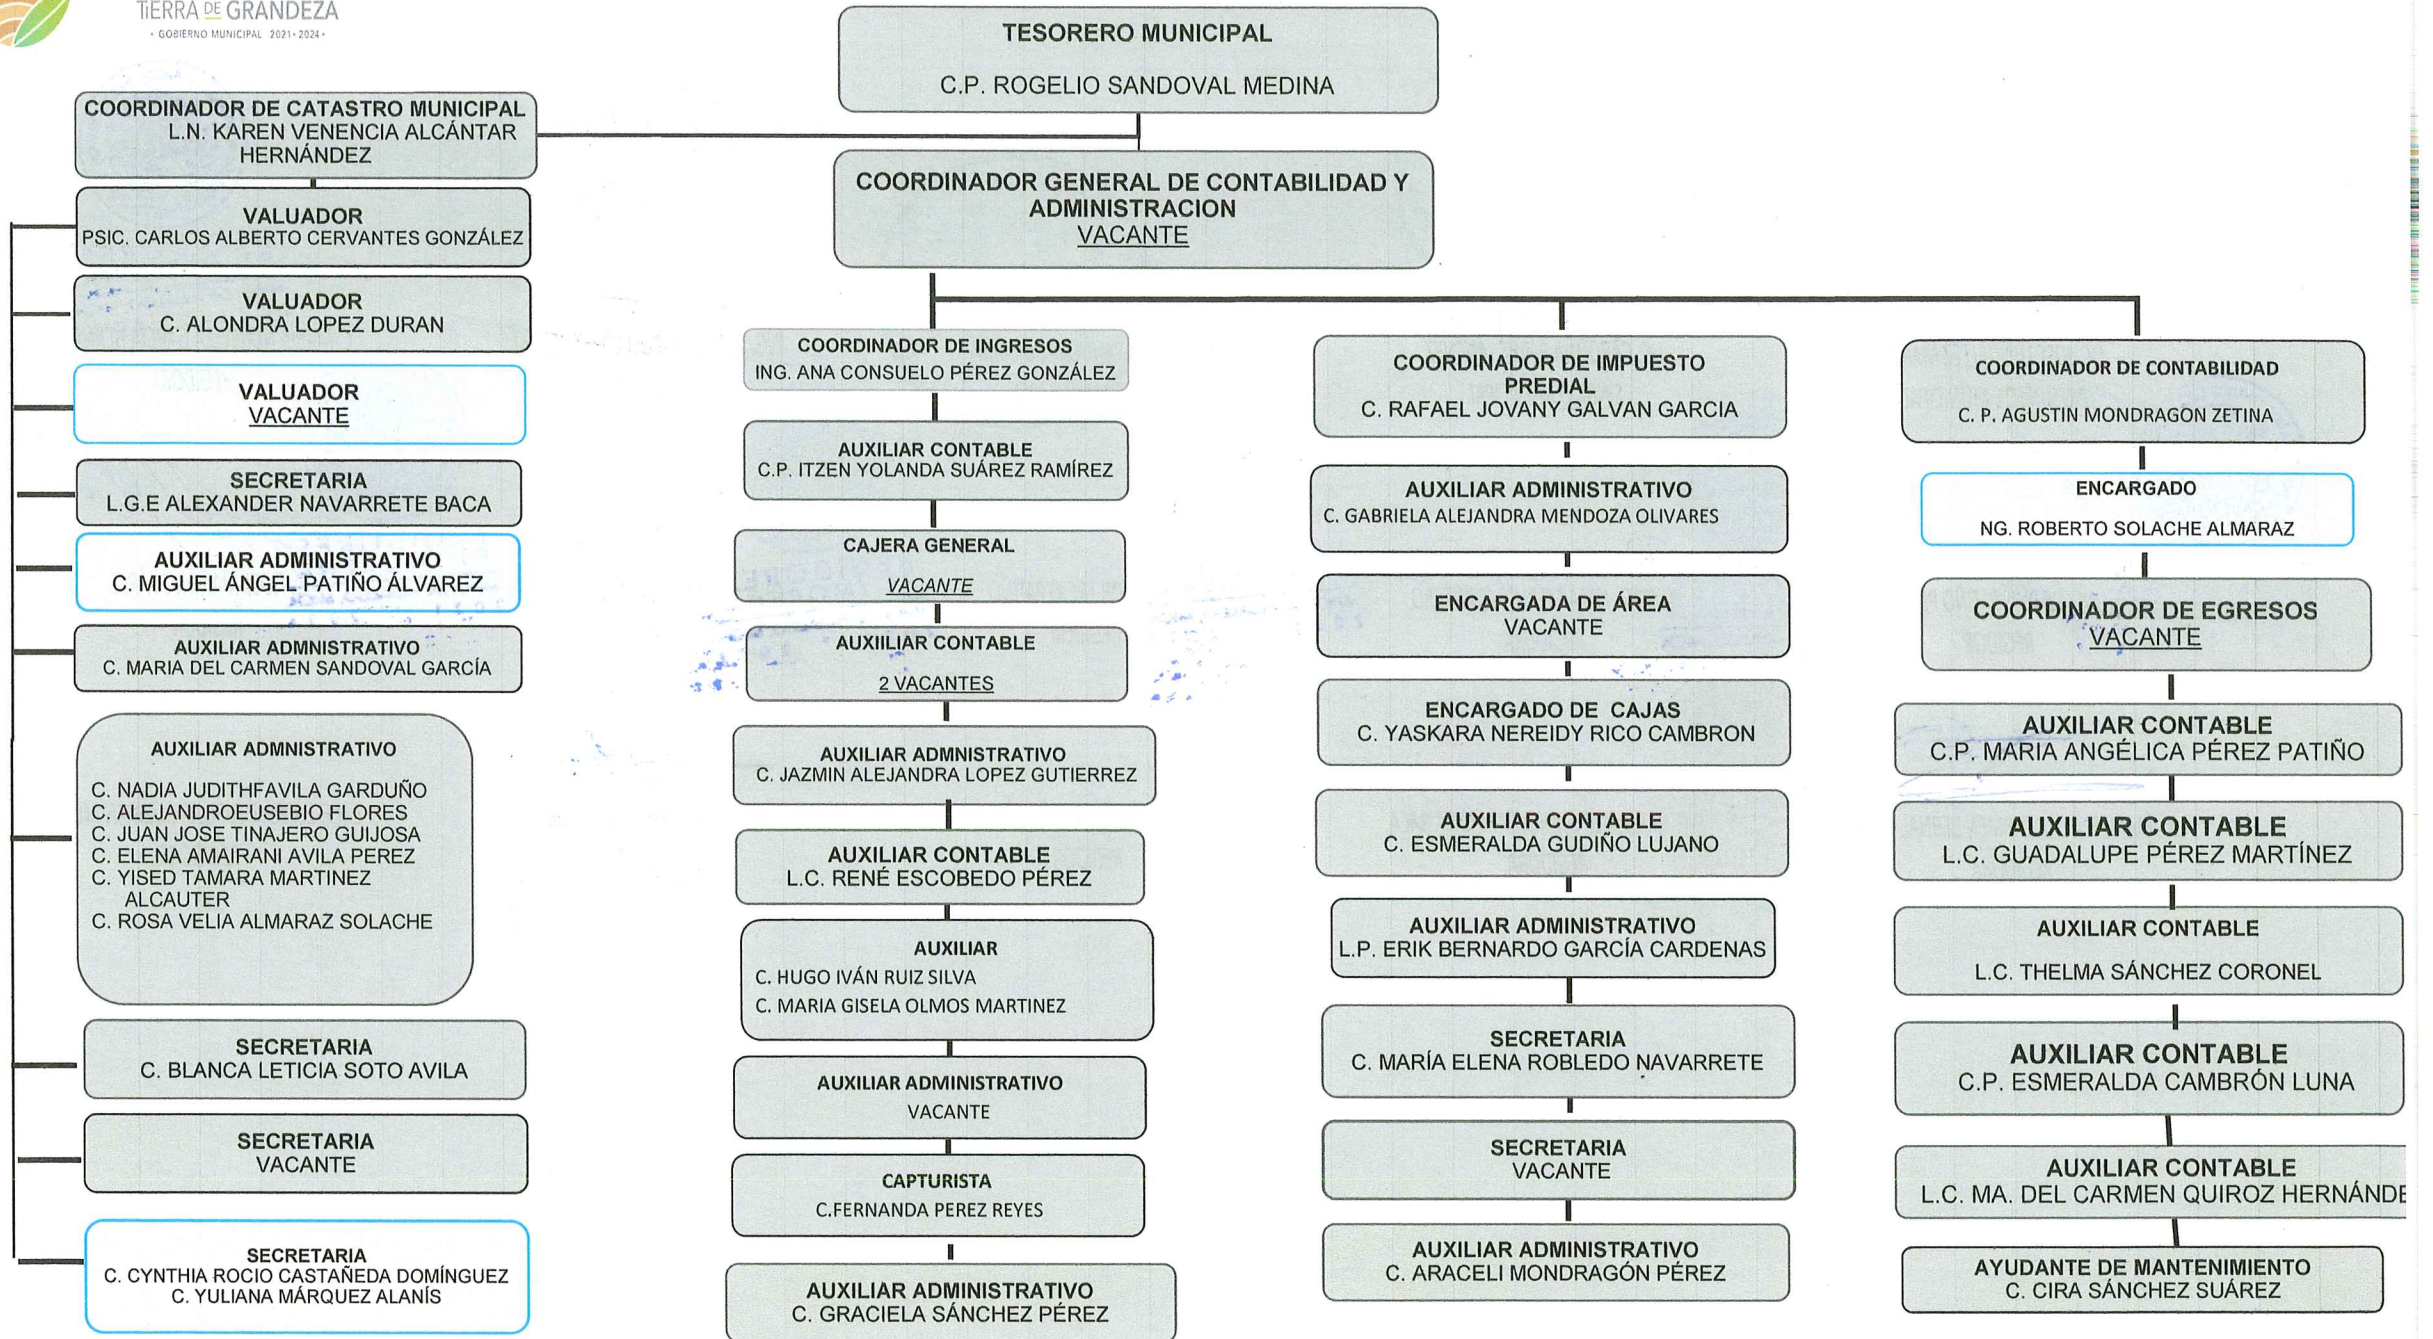 TIERRA DE GRANDEZA
• GOBIERNO MUNICIPAL 2021• 2024 •
TESORERO MUNICIPAL
C.P. ROGELIO SANDOVAL MEDINA
COORDINADOR DE CATASTRO MUNICIPAL
L.N. KAREN VENENCIA ALCÁNTAR
HERNÁNDEZ
COORDINADOR GENERAL DE CONTABILIDAD Y
ADMINISTRACION
VACANTE
VALUADOR
PSIC. CARLOS ALBERTO CERVANTES GONZÁLEZ
VALUADOR
C. ALONDRA LOPEZ DURAN
VALUADOR
VACANTE
SECRETARIA
L.G.E ALEXANDER NAVARRETE BACA
AUXILIAR ADMINISTRATIVO
C. MIGUEL ÁNGEL PATIÑO ÁLVAREZ
AUXILIAR ADMNISTRATIVO
C. MARIA DEL CARMEN SANDOVAL GARCÍA
AUXILIAR ADMNISTRATIVO
C. NADIA JUDITHFAVILA GARDUÑO
C. ALEJANDROEUSEBIO FLORES
C. JUAN JOSE TINAJERO GUIJOSA
C. ELENA AMAIRANI AVILA PEREZ
C. YISED TAMARA MARTINEZ
ALCAUTER
C. ROSA VELIA ALMARAZ SOLACHE
SECRETARIA
C. BLANCA LETICIA SOTO AVILA
SECRETARIA
VACANTE
SECRETARIA
C. CYNTHIA ROCIO CASTAÑEDA DOMÍNGUEZ
C. YULIANA MÁRQUEZ ALANÍS
COORDINADOR DE INGRESOS
ING. ANA CONSUELO PÉREZ GONZÁLEZ
AUXILIAR CONTABLE
C.P. ITZEN YOLANDA SUÁREZ RAMÍREZ
CAJERA GENERAL
VACANTE
AUXIILIAR CONTABLE
2 VACANTES
AUXILIAR ADMNISTRATIVO
C. JAZMIN ALEJANDRA LOPEZ GUTIERREZ
AUXILIAR CONTABLE
L.C. RENÉ ESCOBEDO PÉREZ
AUXILIAR
C. HUGO IVÁN RUIZ SILVA
C. MARIA GISELA OLMOS MARTINEZ
AUXILIAR ADMINISTRATIVO
VACANTE
CAPTURISTA
C.FERNANDA PEREZ REYES
AUXILIAR ADMINISTRATIVO
C. GRACIELA SÁNCHEZ PÉREZ
COORDINADOR DE IMPUESTO
PREDIAL
C. RAFAEL JOVANY GALVAN GARCIA
AUXILIAR ADMINISTRATIVO
C. GABRIELA ALEJANDRA MENDOZA OLIVARES
ENCARGADA DE ÁREA
VACANTE
ENCARGADO DE CAJAS
C. YASKARA NEREIDY RICO CAMBRON
AUXILIAR CONTABLE
C. ESMERALDA GUDIÑO LUJANO
AUXILIAR ADMINISTRATIVO
L.P. ERIK BERNARDO GARCÍA CARDENAS
SECRETARIA
C. MARÍA ELENA ROBLEDO NAVARRETE
SECRETARIA
VACANTE
AUXILIAR ADMINISTRATIVO
C. ARACELI MONDRAGÓN PÉREZ
COORDINADOR DE CONTABILIDAD
C. P. AGUSTIN MONDRAGON ZETINA
ENCARGADO
NG. ROBERTO SOLACHE ALMARAZ
COORDINADOR DE EGRESOS
VACANTE
AUXILIAR CONTABLE
C.P. MARIA ANGÉLICA PÉREZ PATIÑO
AUXILIAR CONTABLE
L.C. GUADALUPE PÉREZ MARTÍNEZ
AUXILIAR CONTABLE
L.C. THELMA SÁNCHEZ CORONEL
AUXILIAR CONTABLE
C.P. ESMERALDA CAMBRÓN LUNA
AUXILIAR CONTABLE
L.C. MA. DEL CARMEN QUIROZ HERNÁNDE
AYUDANTE DE MANTENIMIENTO
C. CIRA SÁNCHEZ SUÁREZ